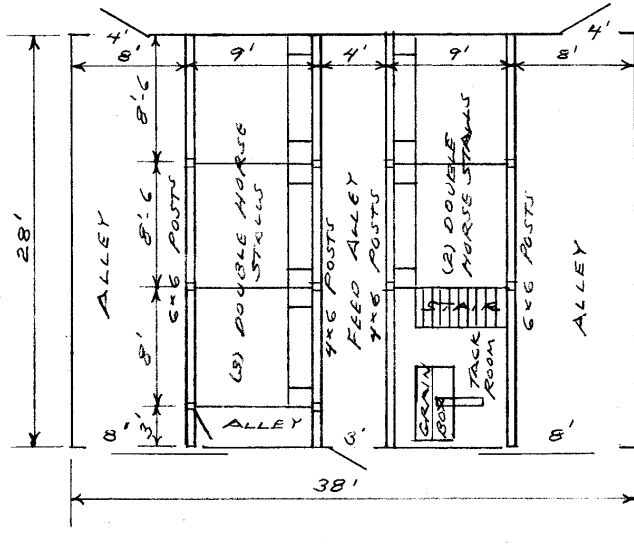 4'
4'
8'
9'
4'
9'
8'
8'-6
8'-6
8'
3'
28'
ALLEY
6x6 POSTS
(3) DOUBLE HORSE
STALLS
4x6 POSTS
FEED ALLEY
4x6 POSTS
(2) DOUBLE
HORSE STALLS
6x6 POSTS
ALLEY
STAIR
TACK
ROOM
GRAIN
BOX
ALLEY
8"
3'
8'
38'